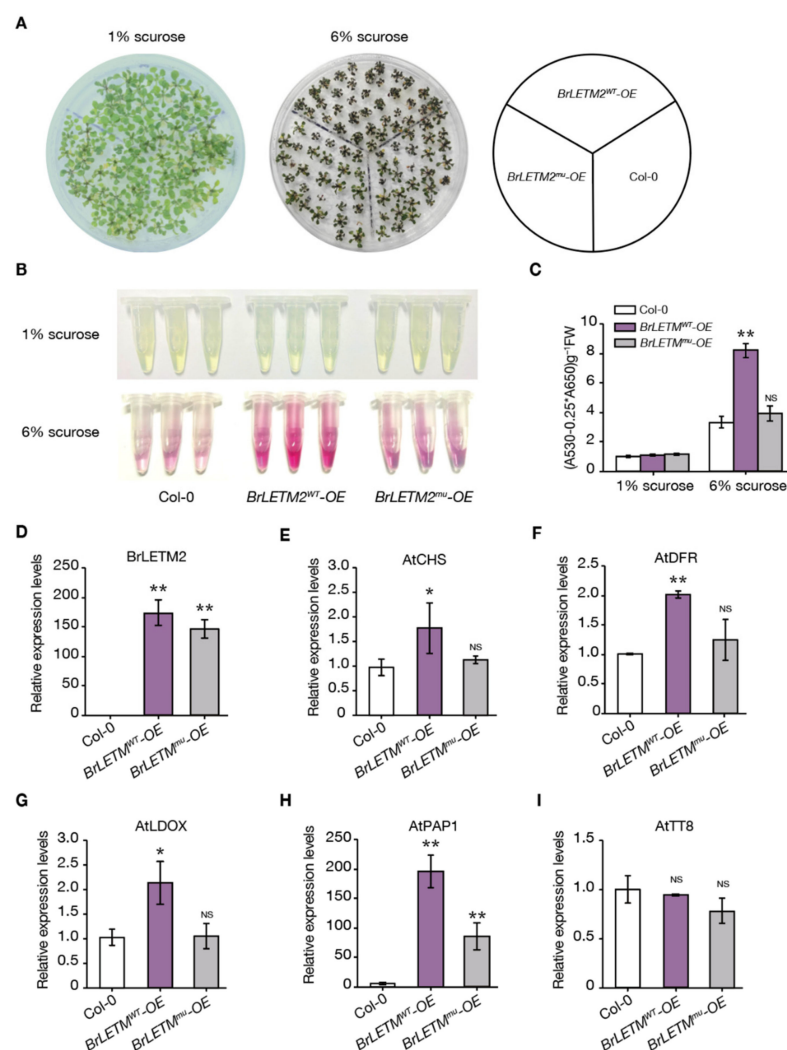 A
1% scurose
6% scurose
BrLETM2WT-OE
BrLETM2mu-OE
Col-0
B
1% scurose
6% scurose
Col-0
BrLETM2WT-OE
BrLETM2mu-OE
C
Col-0
BrLETMWT-OE
BrLETMmu-OE
(A530-0.25*A650)g-1FW
10
8
6
4
2
0
**
NS
1% scurose
6% scurose
D
BrLETM2
Relative expression levels
250
200
150
100
50
0
**
**
Col-0
BrLETMWT-OE
BrLETMmu-OE
E
AtCHS
Relative expression levels
3.0
2.5
2.0
1.5
1.0
0.5
0
*
NS
Col-0
BrLETMWT-OE
BrLETMmu-OE
F
AtDFR
Relative expression levels
2.5
2.0
1.5
1.0
0.5
0
**
NS
Col-0
BrLETMWT-OE
BrLETMmu-OE
G
AtLDOX
Relative expression levels
3.0
2.5
2.0
1.5
1.0
0.5
0
*
NS
Col-0
BrLETMWT-OE
BrLETMmu-OE
H
AtPAP1
Relative expression levels
250
200
150
100
50
0
**
**
Col-0
BrLETMWT-OE
BrLETMmu-OE
I
AtTT8
Relative expression levels
1.5
1.0
0.5
0
NS
NS
Col-0
BrLETMWT-OE
BrLETMmu-OE